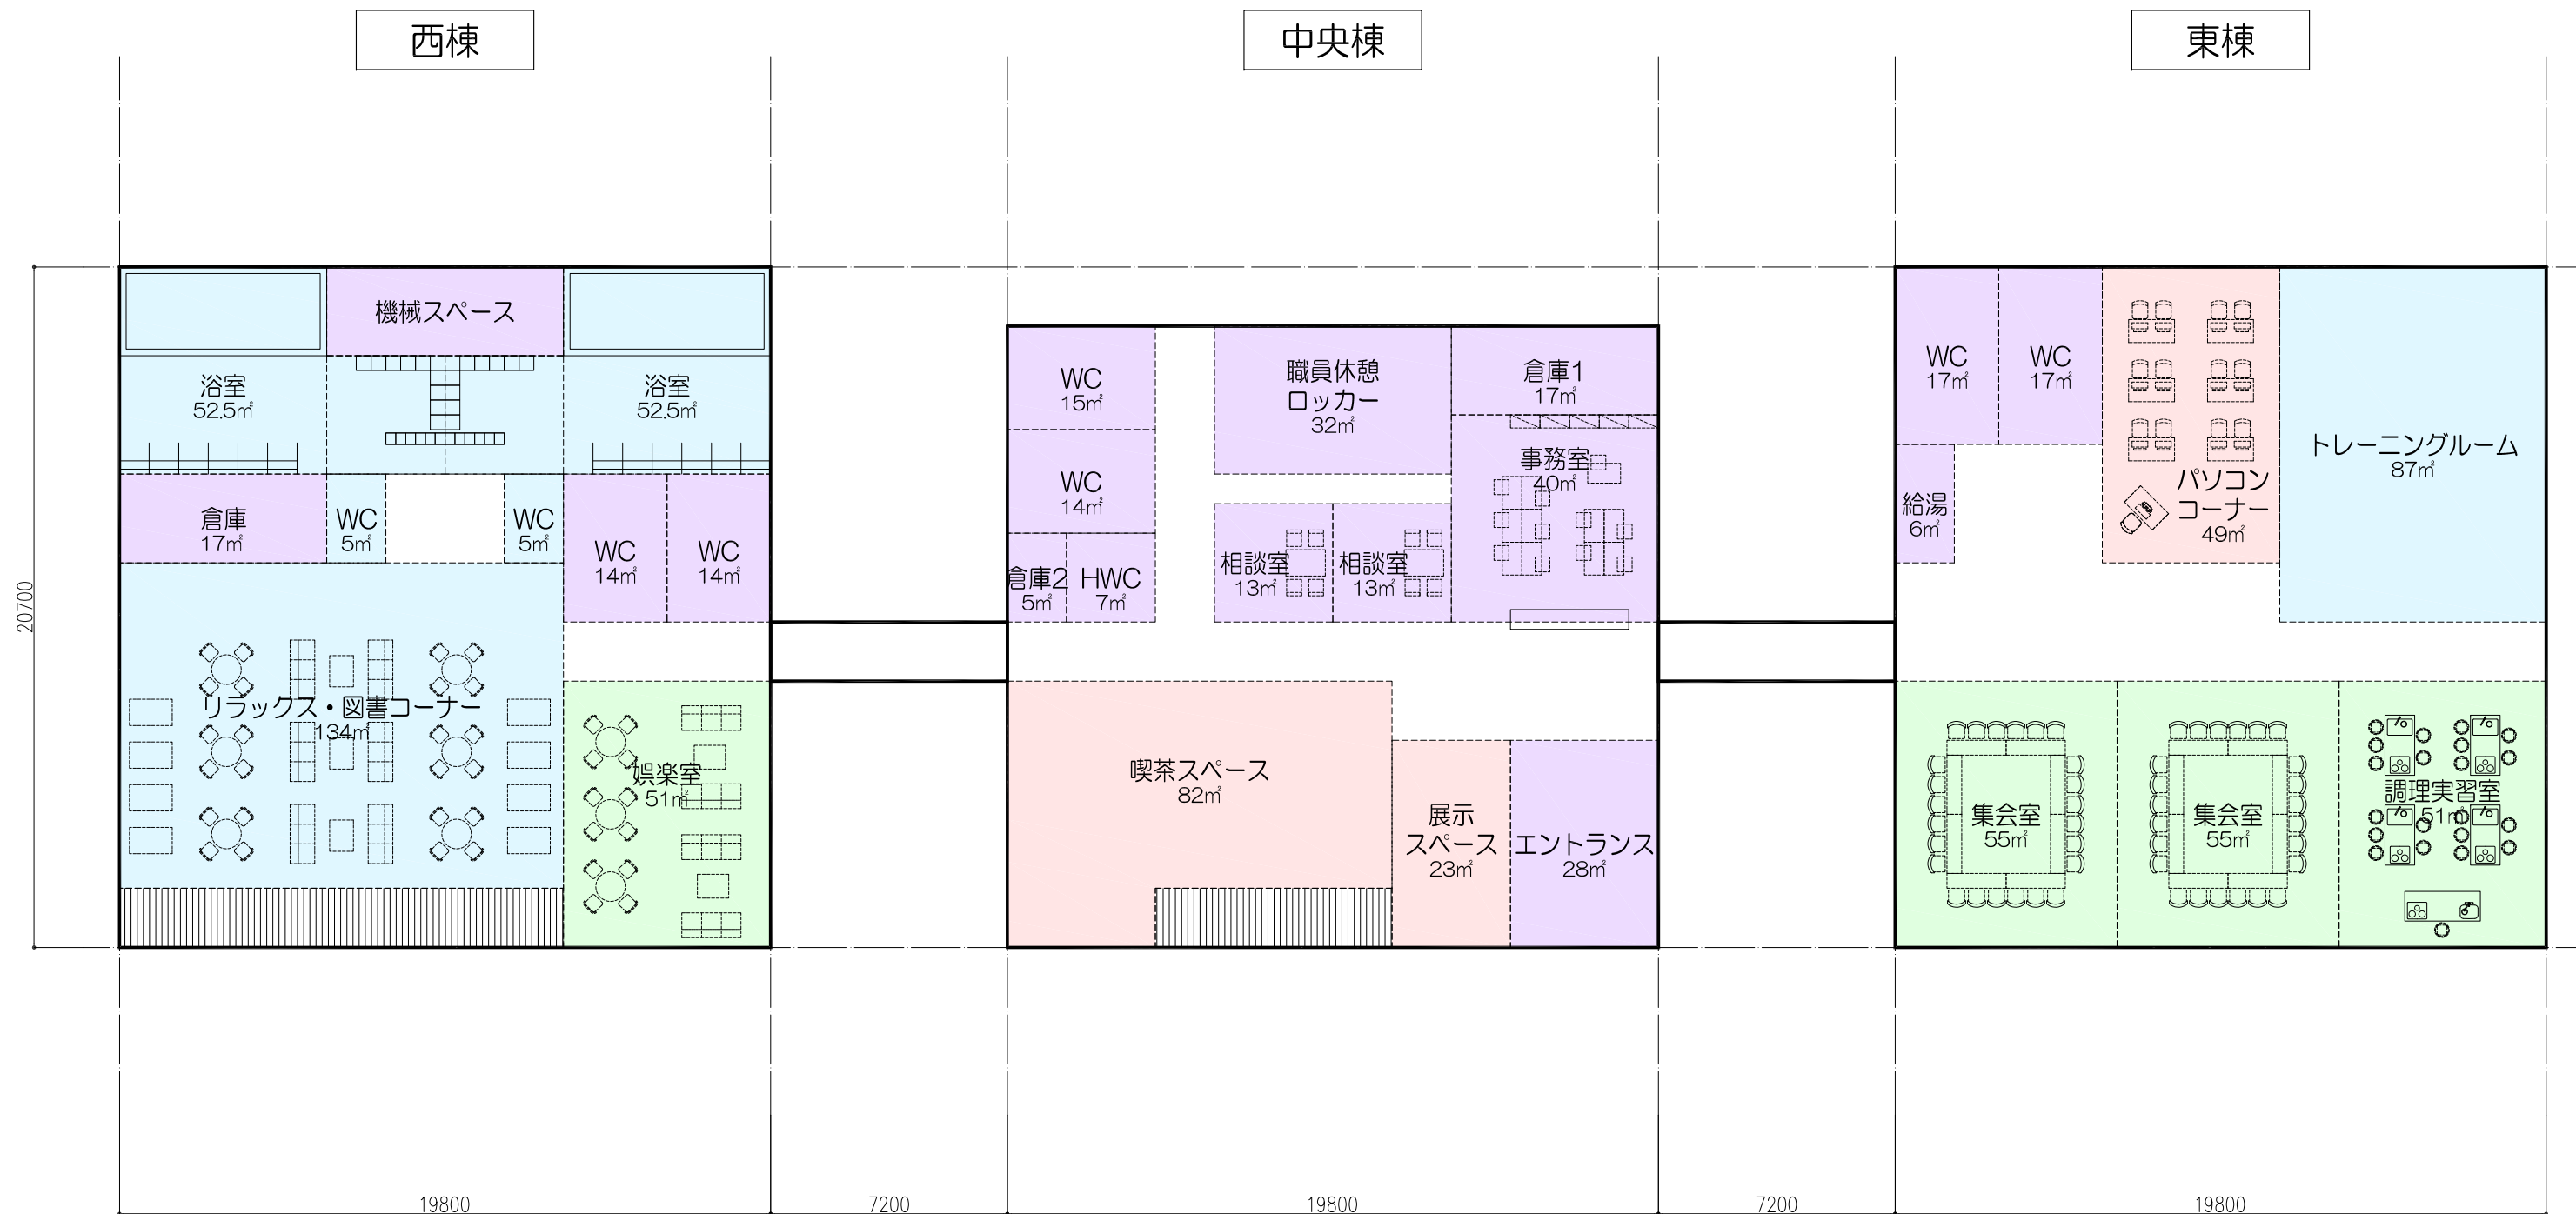 西棟
中央棟
東棟
機械スペース
浴室
52.5㎡
浴室
52.5㎡
倉庫
17㎡
WC
5㎡
WC
5㎡
WC
14㎡
WC
14㎡
リラックス・図書コーナー
134㎡
娯楽室
51㎡
WC
15㎡
WC
14㎡
倉庫2
5㎡
HWC
7㎡
職員休憩
ロッカー
32㎡
倉庫1
17㎡
事務室
40㎡
相談室
13㎡
相談室
13㎡
喫茶スペース
82㎡
展示
スペース
23㎡
エントランス
28㎡
WC
17㎡
WC
17㎡
給湯
6㎡
パソコン
コーナー
49㎡
トレーニングルーム
87㎡
集会室
55㎡
集会室
55㎡
調理実習室
51㎡
20700
19800
7200
19800
7200
19800